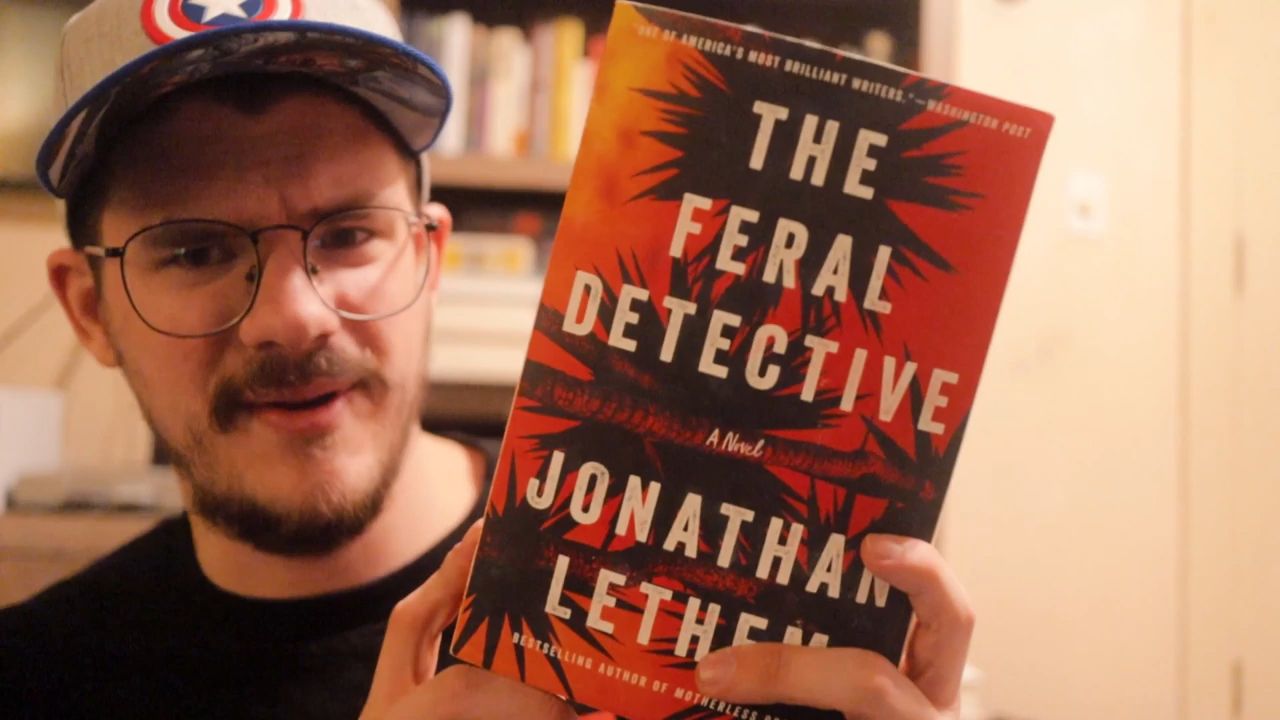 ONE OF AMERICA'S MOST BRILLIANT WRITERS."—WASHINGTON POST
THE
FERAL
DETECTIVE
A Novel
JONATHAN
LETHEM
BESTSELLING AUTHOR OF MOTHERLESS